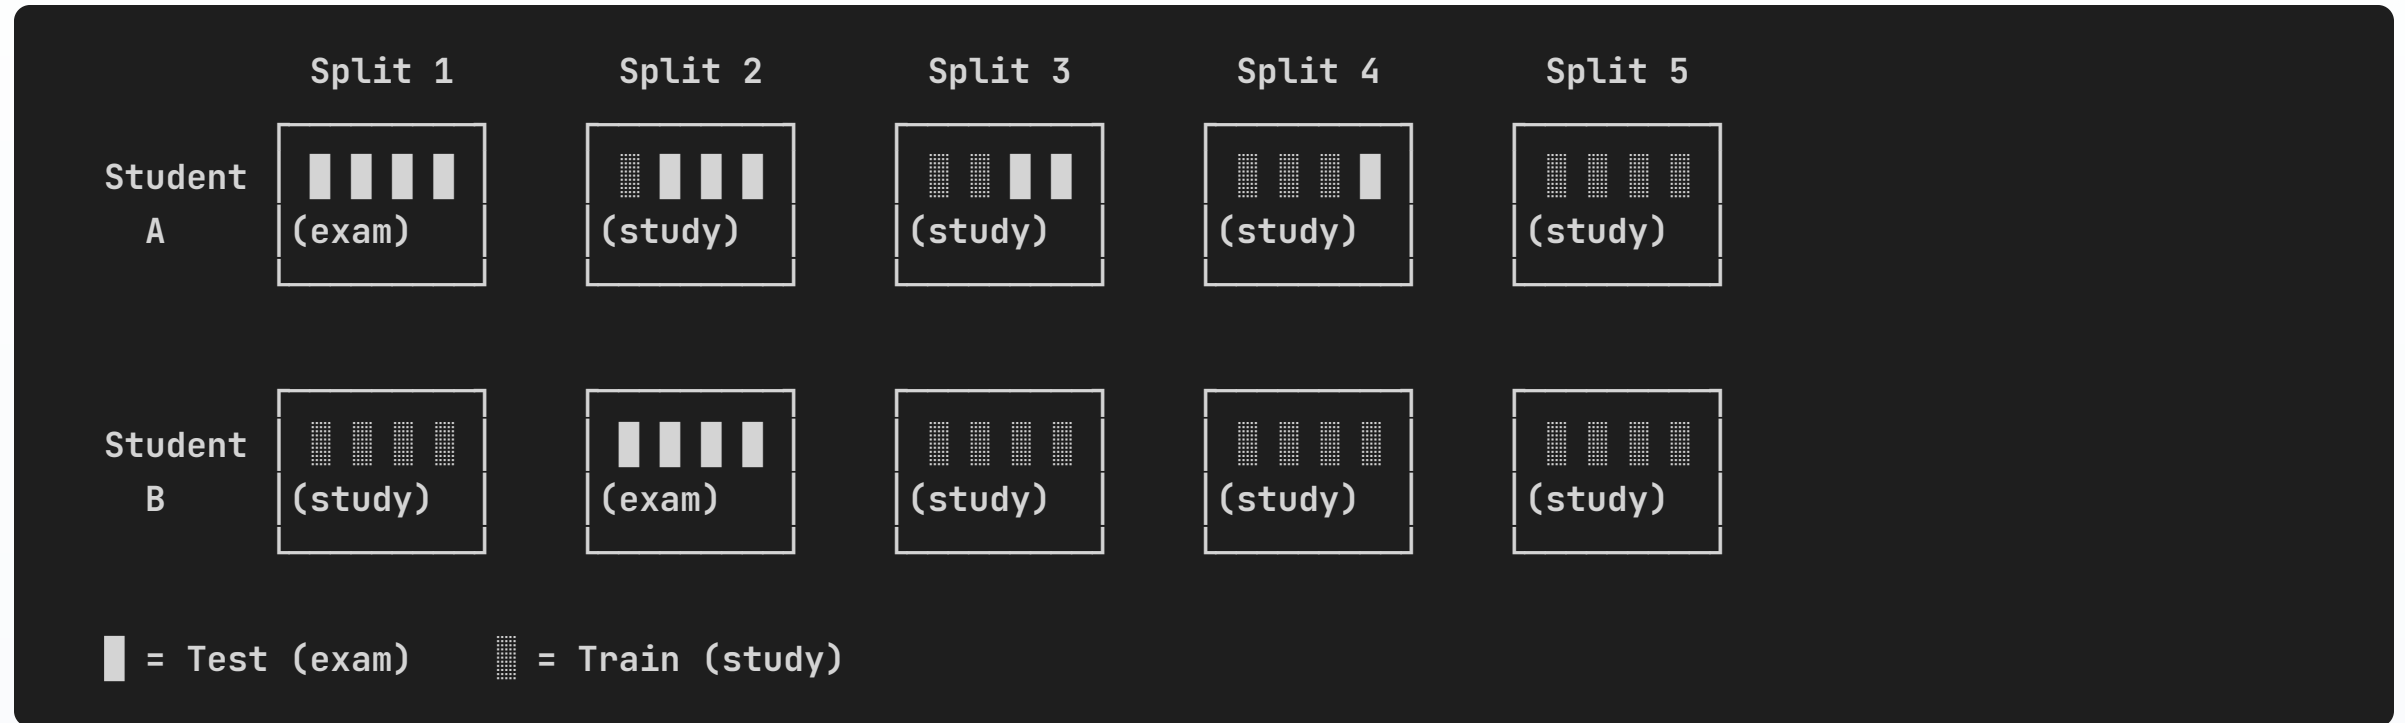 Split 1 Split 2 Split 3 Split 4 Split 5
Student █ █ █ █ ░ █ █ █ ░ ░ █ █ ░ ░ ░ █ ░ ░ ░ ░
A (exam) (study) (study) (study) (study)
Student ░ ░ ░ ░ █ █ █ █ ░ ░ ░ ░ ░ ░ ░ ░ ░ ░ ░ ░
B (study) (exam) (study) (study) (study)
█ = Test (exam) ░ = Train (study)